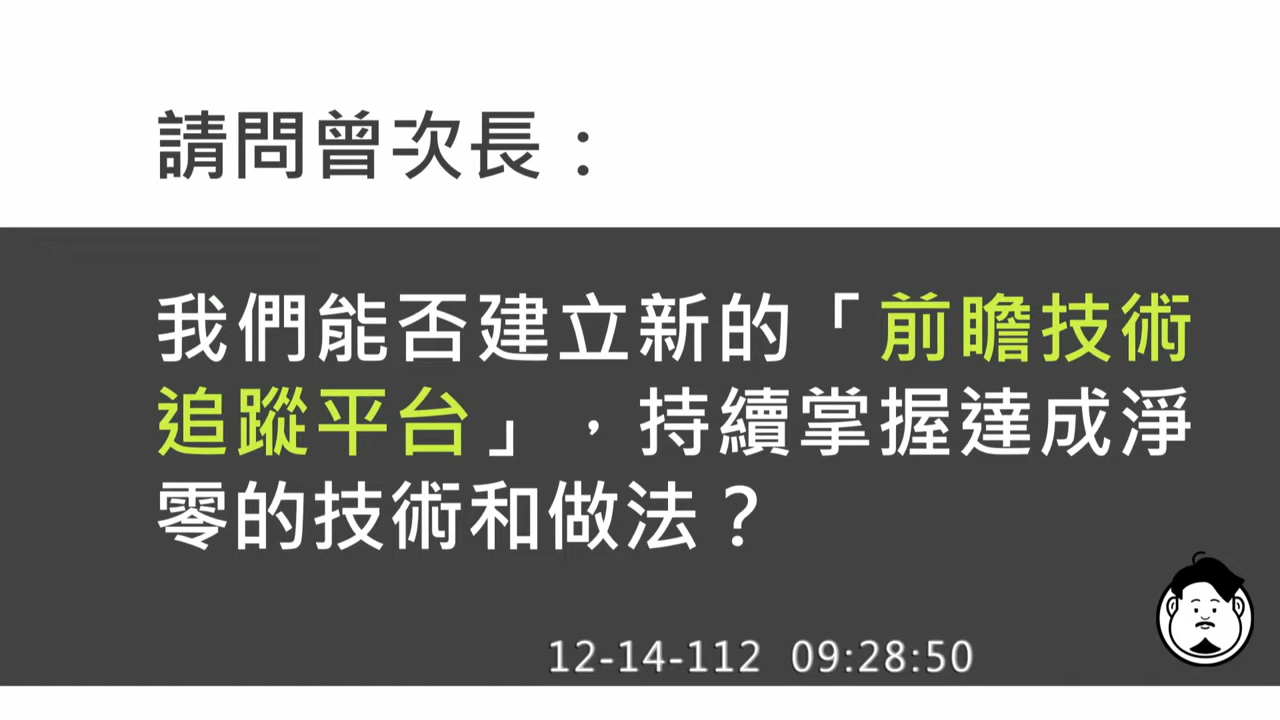 請問曾次長：
我們能否建立新的「前瞻技術
追蹤平台」，持續掌握達成淨
零的技術和做法？
12-14-112 09:28:50